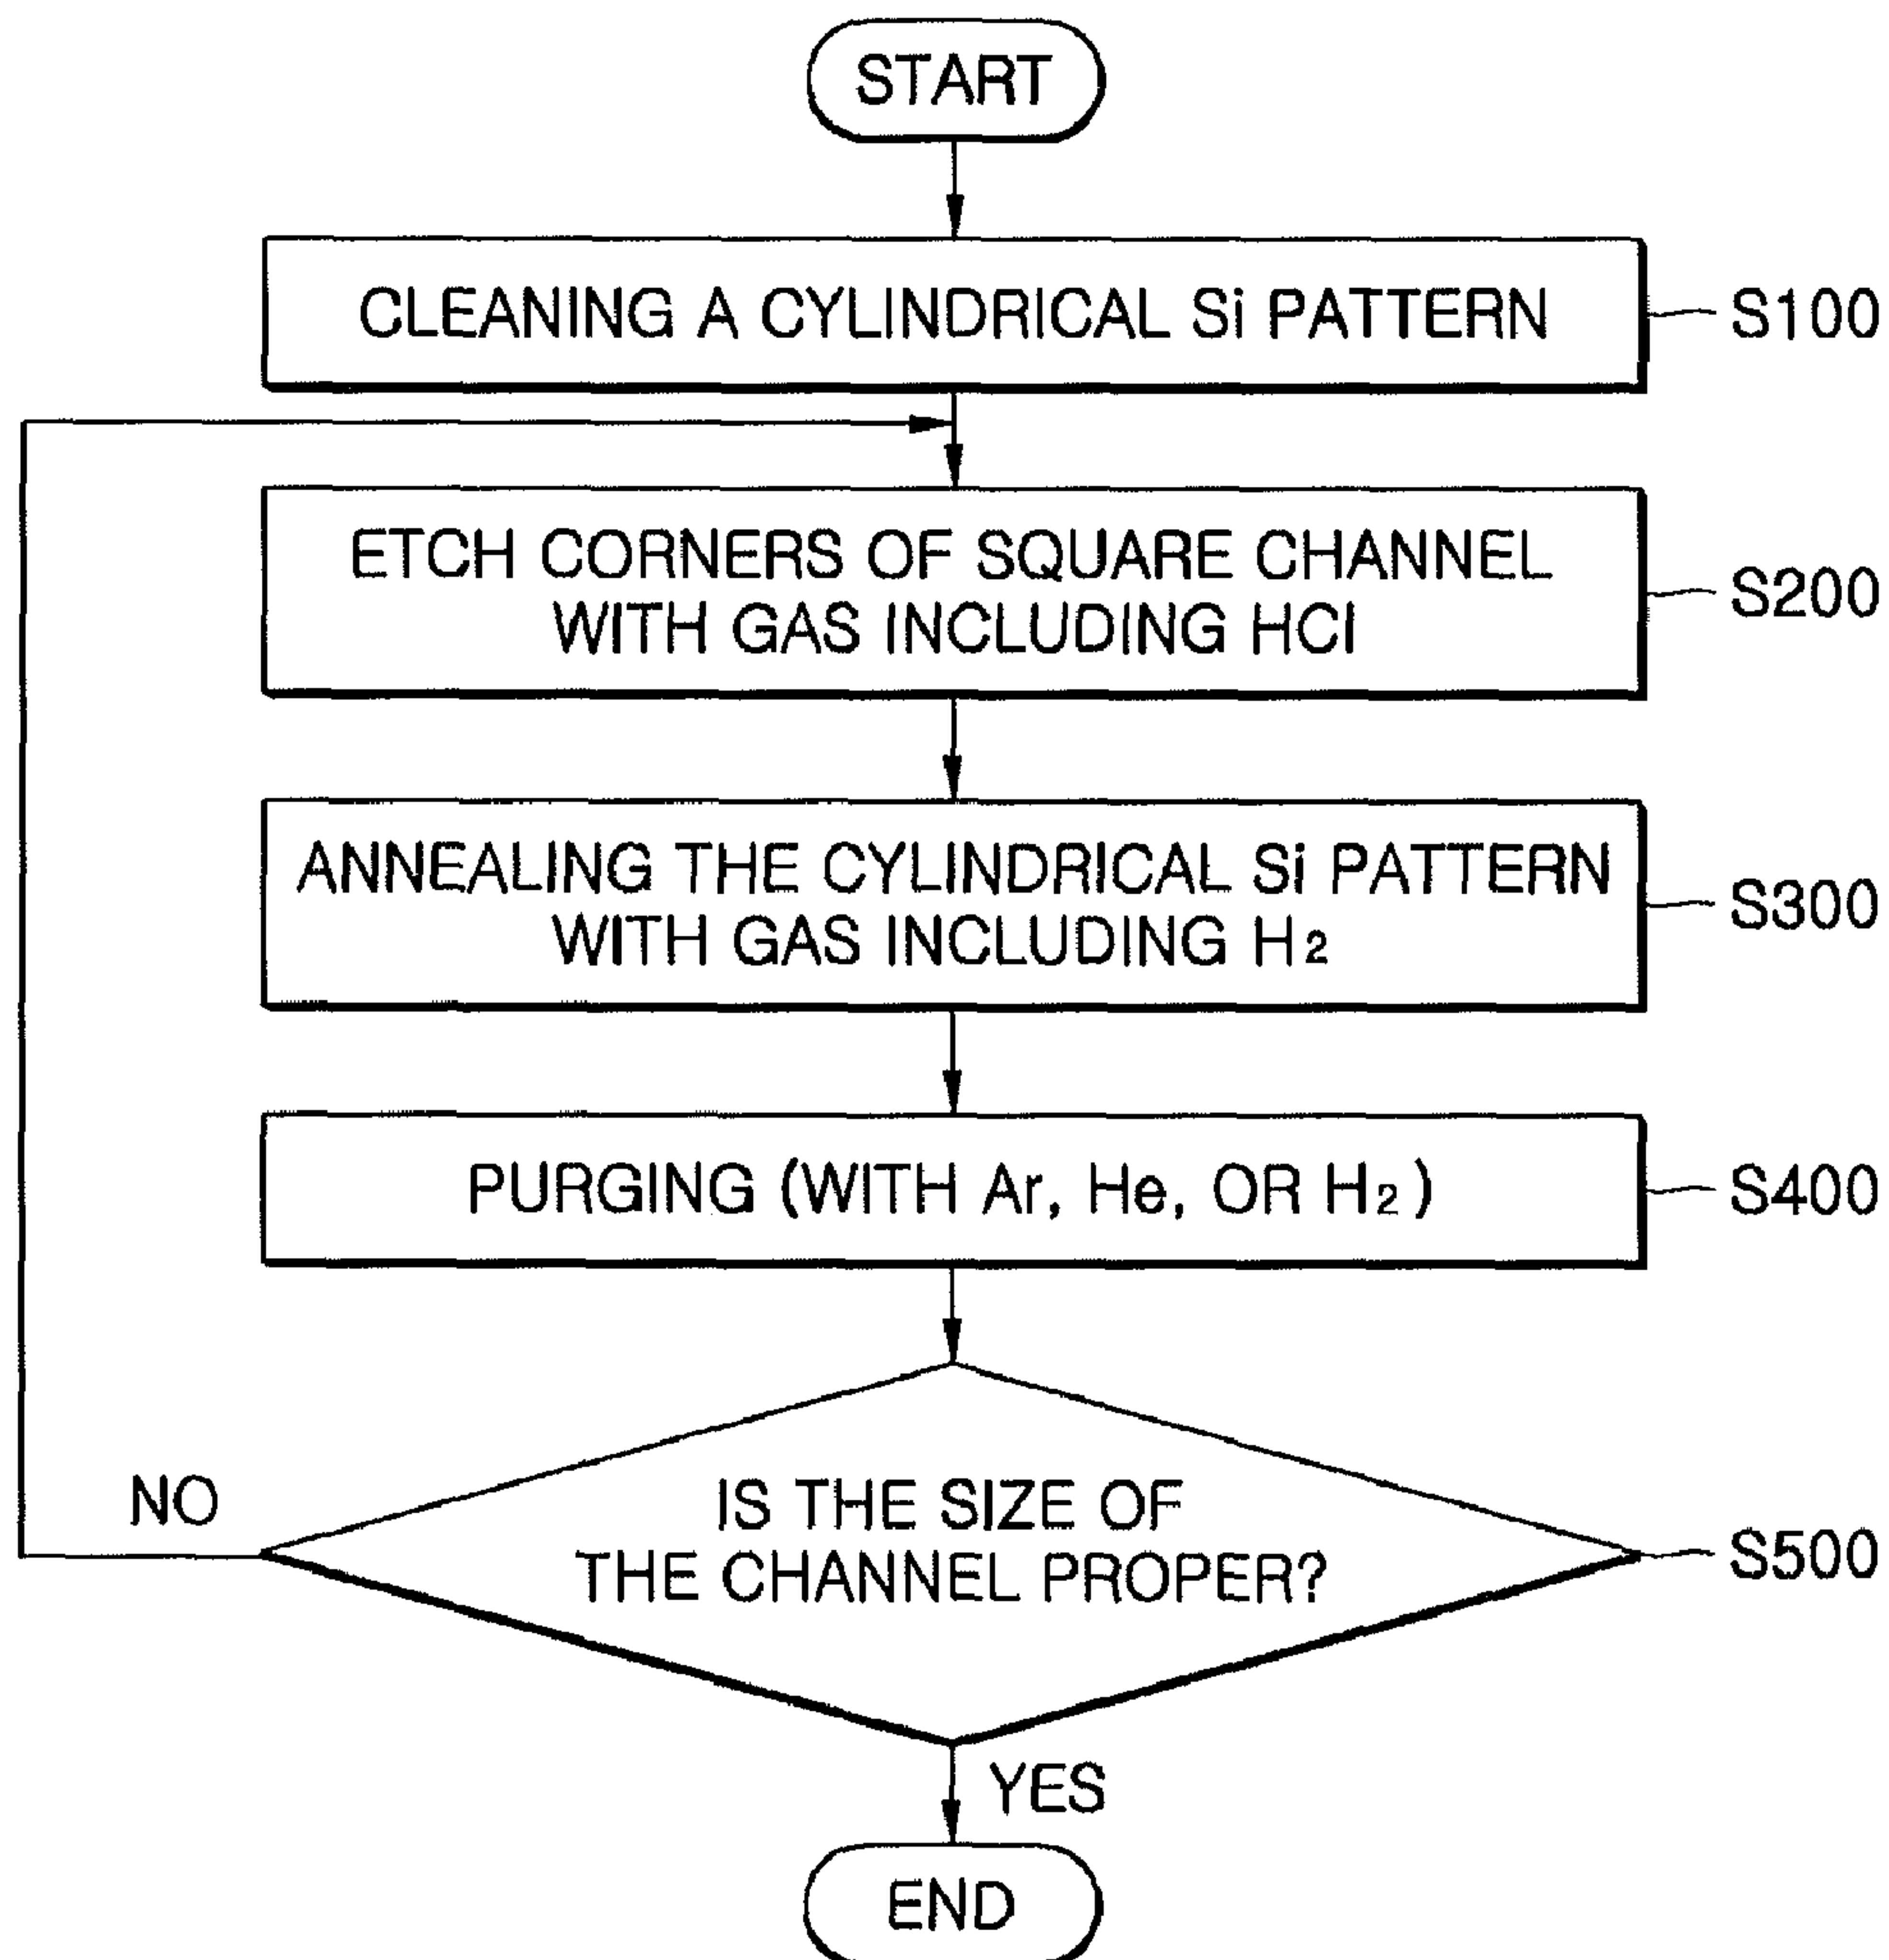 START
CLEANING A CYLINDRICAL Si PATTERN
S100
ETCH CORNERS OF SQUARE CHANNEL
WITH GAS INCLUDING HCl
S200
ANNEALING THE CYLINDRICAL Si PATTERN
WITH GAS INCLUDING H₂
S300
PURGING (WITH Ar, He, OR H₂)
S400
IS THE SIZE OF
THE CHANNEL PROPER?
S500
NO
YES
END